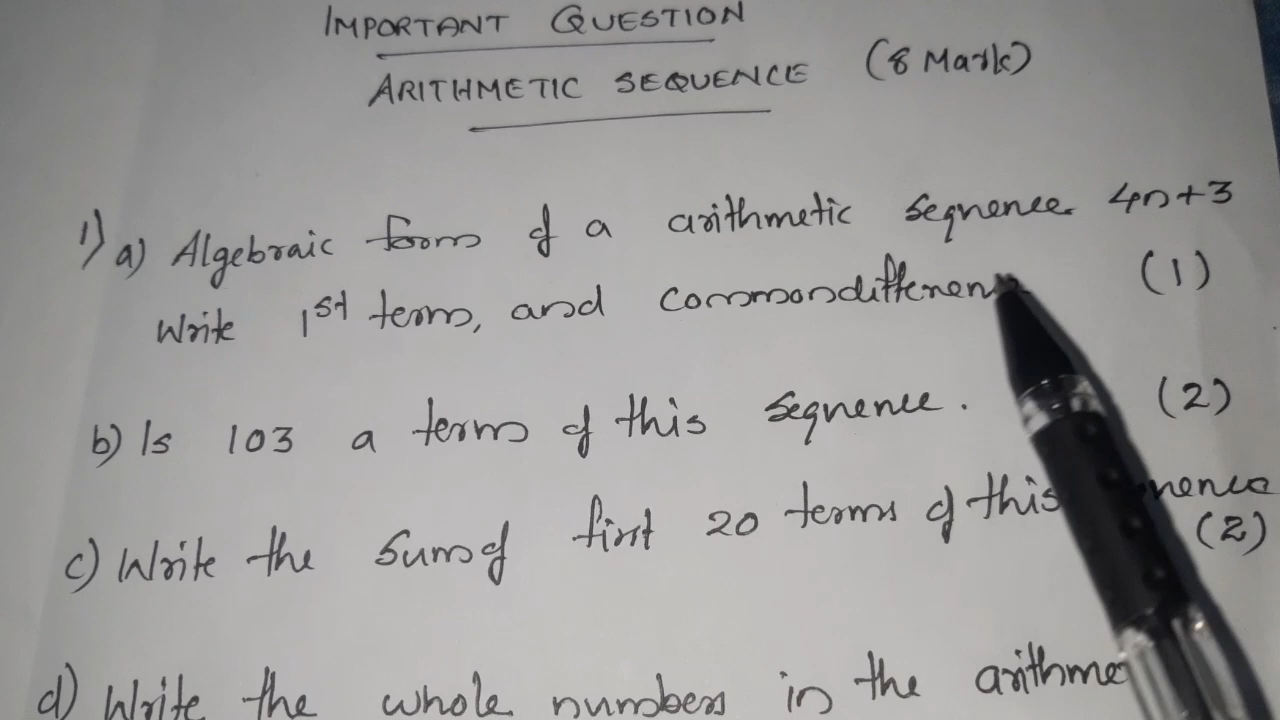 IMPORTANT QUESTION
ARITHMETIC SEQUENCE (8 Mark)
1) a) Algebraic form of a arithmetic sequence 4n+3
Write 1st term, and common (1)
b) Is 103 a term of this sequence. (2)
c) Write the sum of first 20 terms of this
(2)
d) Write the whole numbers in the